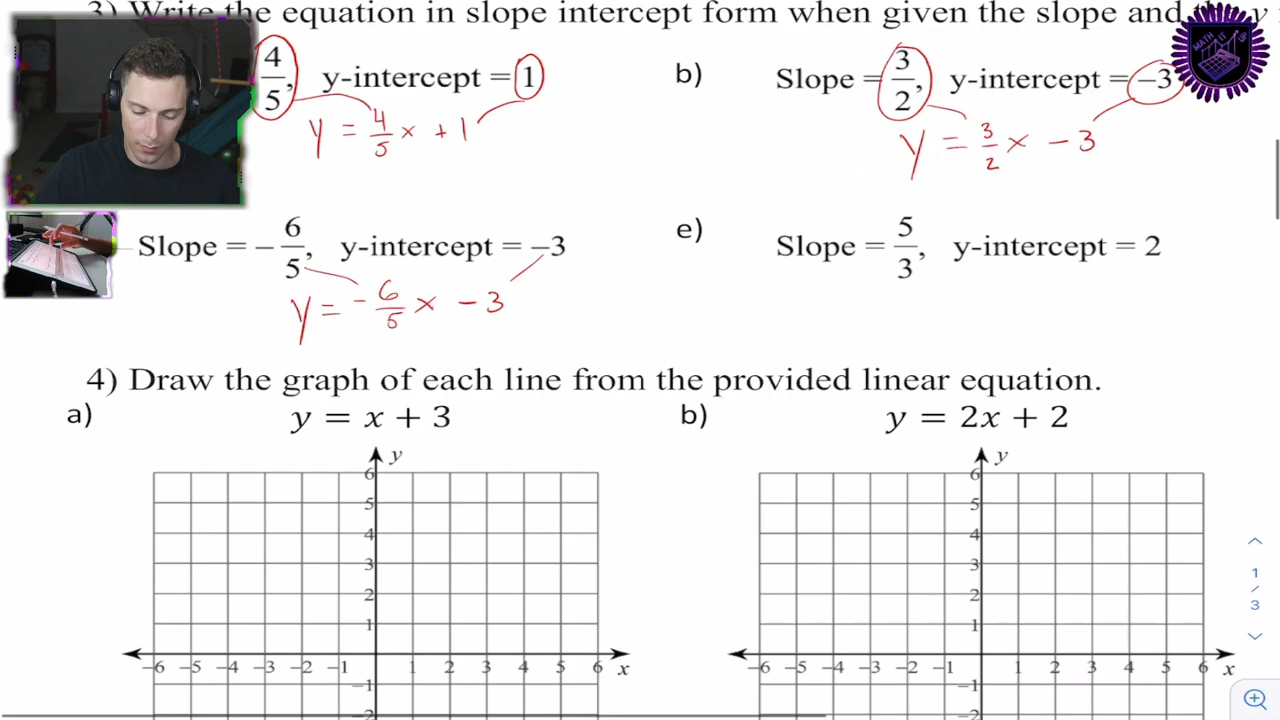 3) Write the equation in slope intercept form when given the slope and the y
4/5, y-intercept = 1
y = 4/5 x + 1
b) Slope = 3/2, y-intercept = −3
y = 3/2 x − 3
Slope = − 6/5, y-intercept = −3
y = − 6/5 x − 3
e) Slope = 5/3, y-intercept = 2
4) Draw the graph of each line from the provided linear equation.
a) y = x + 3
b) y = 2x + 2
y
6
5
4
3
2
1
−6 −5 −4 −3 −2 −1 1 2 3 4 5 6 x
−1
−2
y
6
5
4
3
2
1
−6 −5 −4 −3 −2 −1 1 2 3 4 5 6 x
−1
−2
MATH IT UP
1
/
3